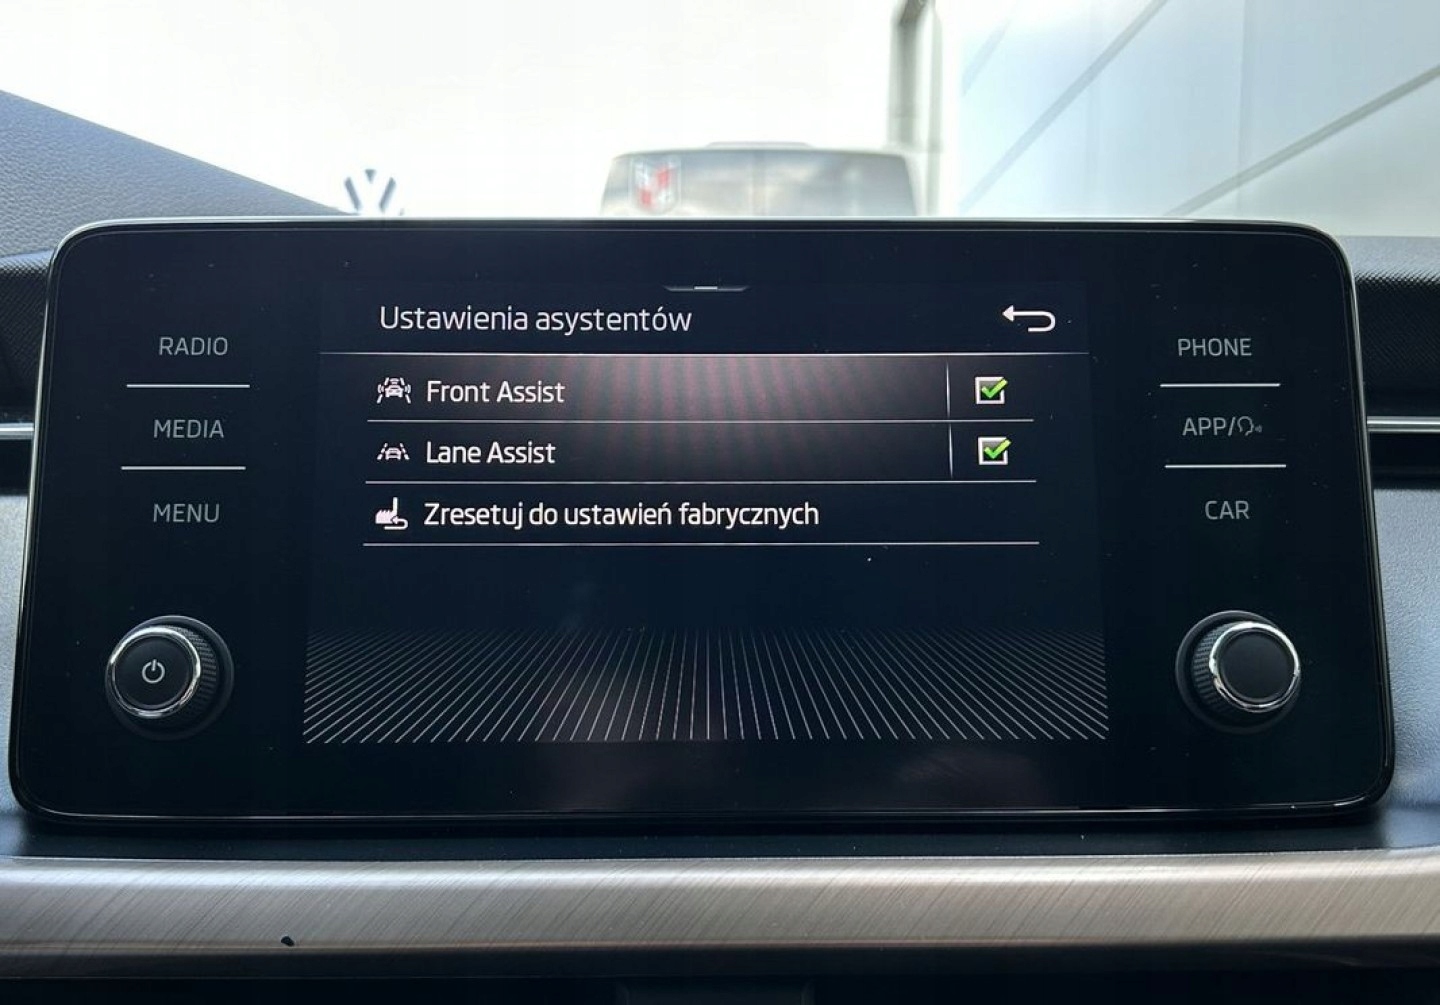 Ustawienia asystentów
RADIO
PHONE
Front Assist
MEDIA
APP/
Lane Assist
MENU
Zresetuj do ustawień fabrycznych
CAR